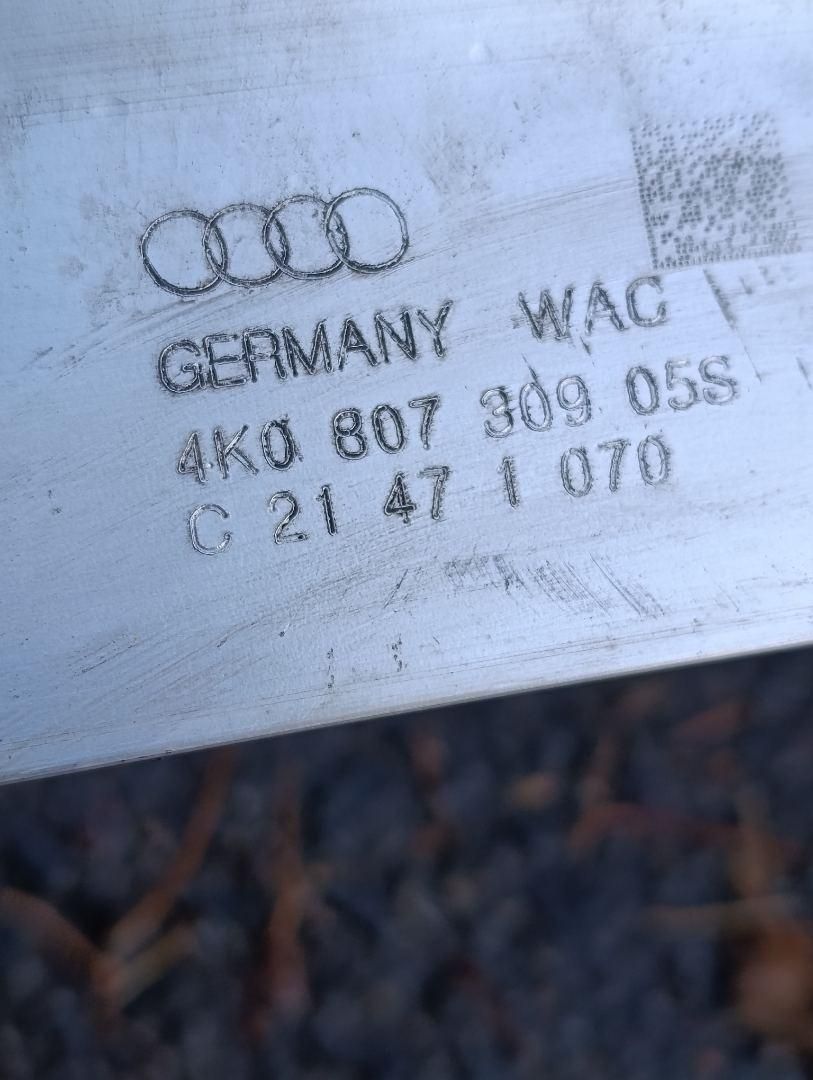 GERMANY WAC
4K0 807 309 05S
C 21 47 1 070